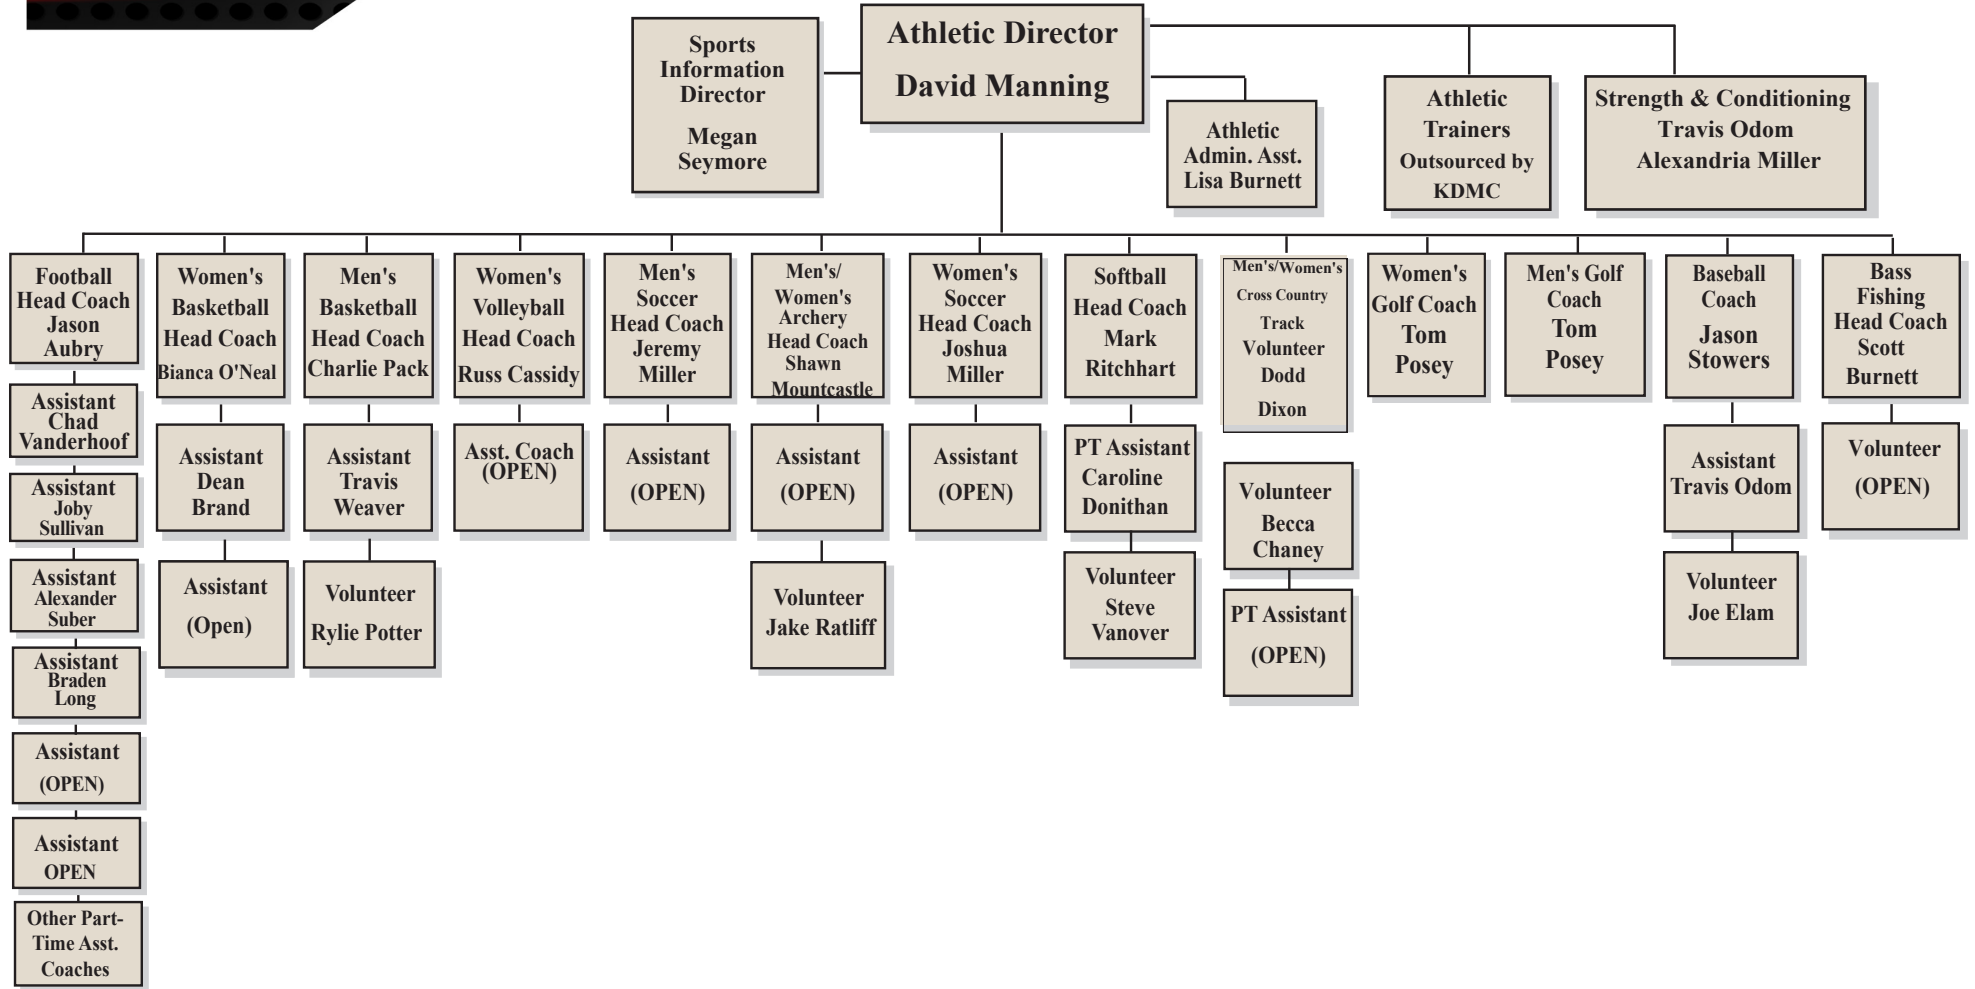 Athletic Director
David Manning
Sports
Information
Director
Megan
Seymore
Athletic
Admin. Asst.
Lisa Burnett
Athletic
Trainers
Outsourced by
KDMC
Strength & Conditioning
Travis Odom
Alexandria Miller
Football
Head Coach
Jason
Aubry
Assistant
Chad
Vanderhoof
Assistant
Joby
Sullivan
Assistant
Alexander
Suber
Assistant
Braden
Long
Assistant
(OPEN)
Assistant
OPEN
Other Part-
Time Asst.
Coaches
Women's
Basketball
Head Coach
Bianca O'Neal
Assistant
Dean
Brand
Assistant
(Open)
Men's
Basketball
Head Coach
Charlie Pack
Assistant
Travis
Weaver
Volunteer
Rylie Potter
Women's
Volleyball
Head Coach
Russ Cassidy
Asst. Coach
(OPEN)
Men's
Soccer
Head Coach
Jeremy
Miller
Assistant
(OPEN)
Men's/
Women's
Archery
Head Coach
Shawn
Mountcastle
Assistant
(OPEN)
Volunteer
Jake Ratliff
Women's
Soccer
Head Coach
Joshua
Miller
Assistant
(OPEN)
Softball
Head Coach
Mark
Ritchhart
PT Assistant
Caroline
Donithan
Volunteer
Steve
Vanover
Men's/Women's
Cross Country
Track
Volunteer
Dodd
Dixon
Volunteer
Becca
Chaney
PT Assistant
(OPEN)
Women's
Golf Coach
Tom
Posey
Men's Golf
Coach
Tom
Posey
Baseball
Coach
Jason
Stowers
Assistant
Travis Odom
Volunteer
Joe Elam
Bass
Fishing
Head Coach
Scott
Burnett
Volunteer
(OPEN)